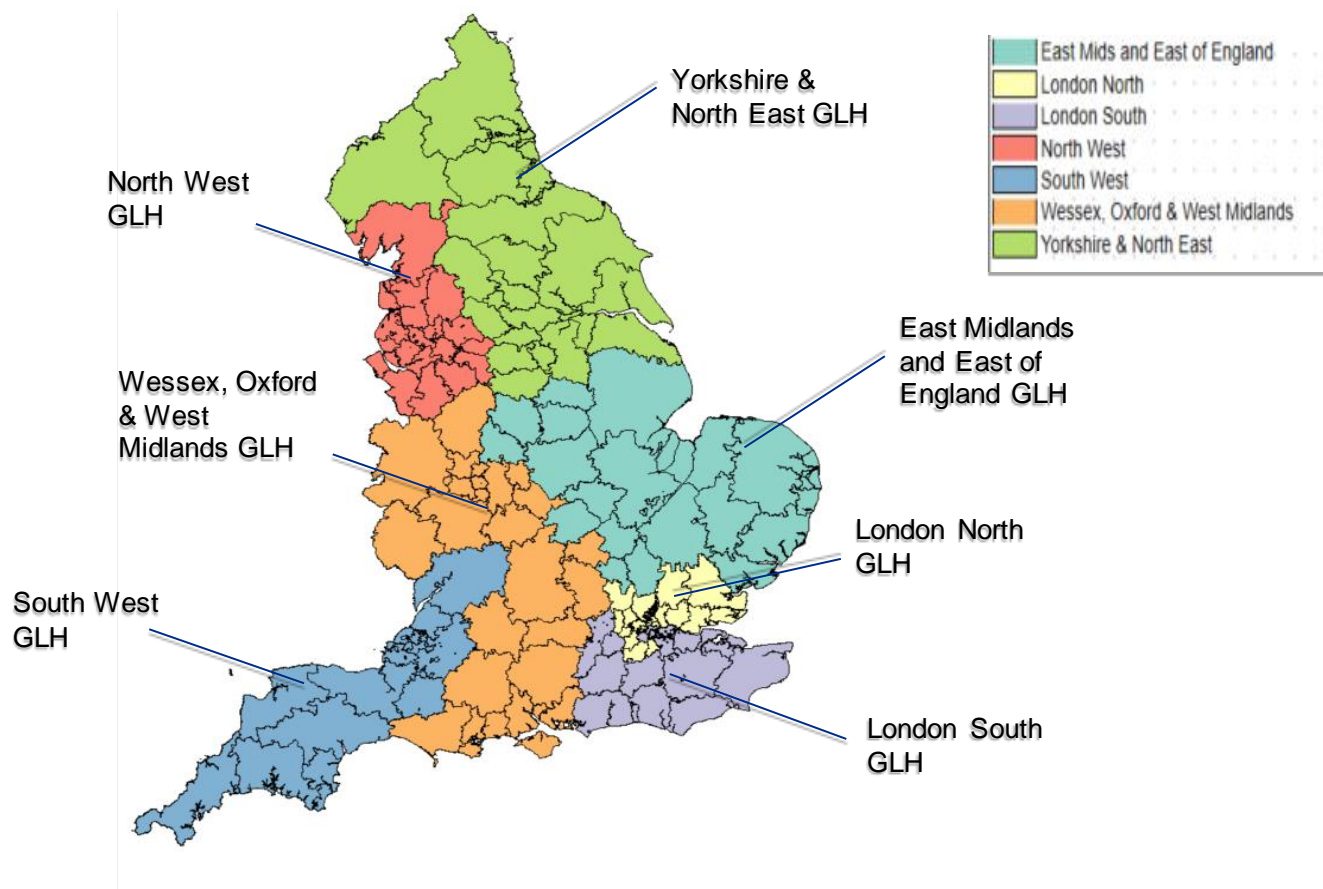 Yorkshire &
North East GLH
North West
GLH
East Mids and East of England
London North
London South
North West
South West
Wessex, Oxford & West Midlands
Yorkshire & North East
East Midlands
and East of
England GLH
Wessex, Oxford
& West
Midlands GLH
London North
GLH
South West
GLH
London South
GLH